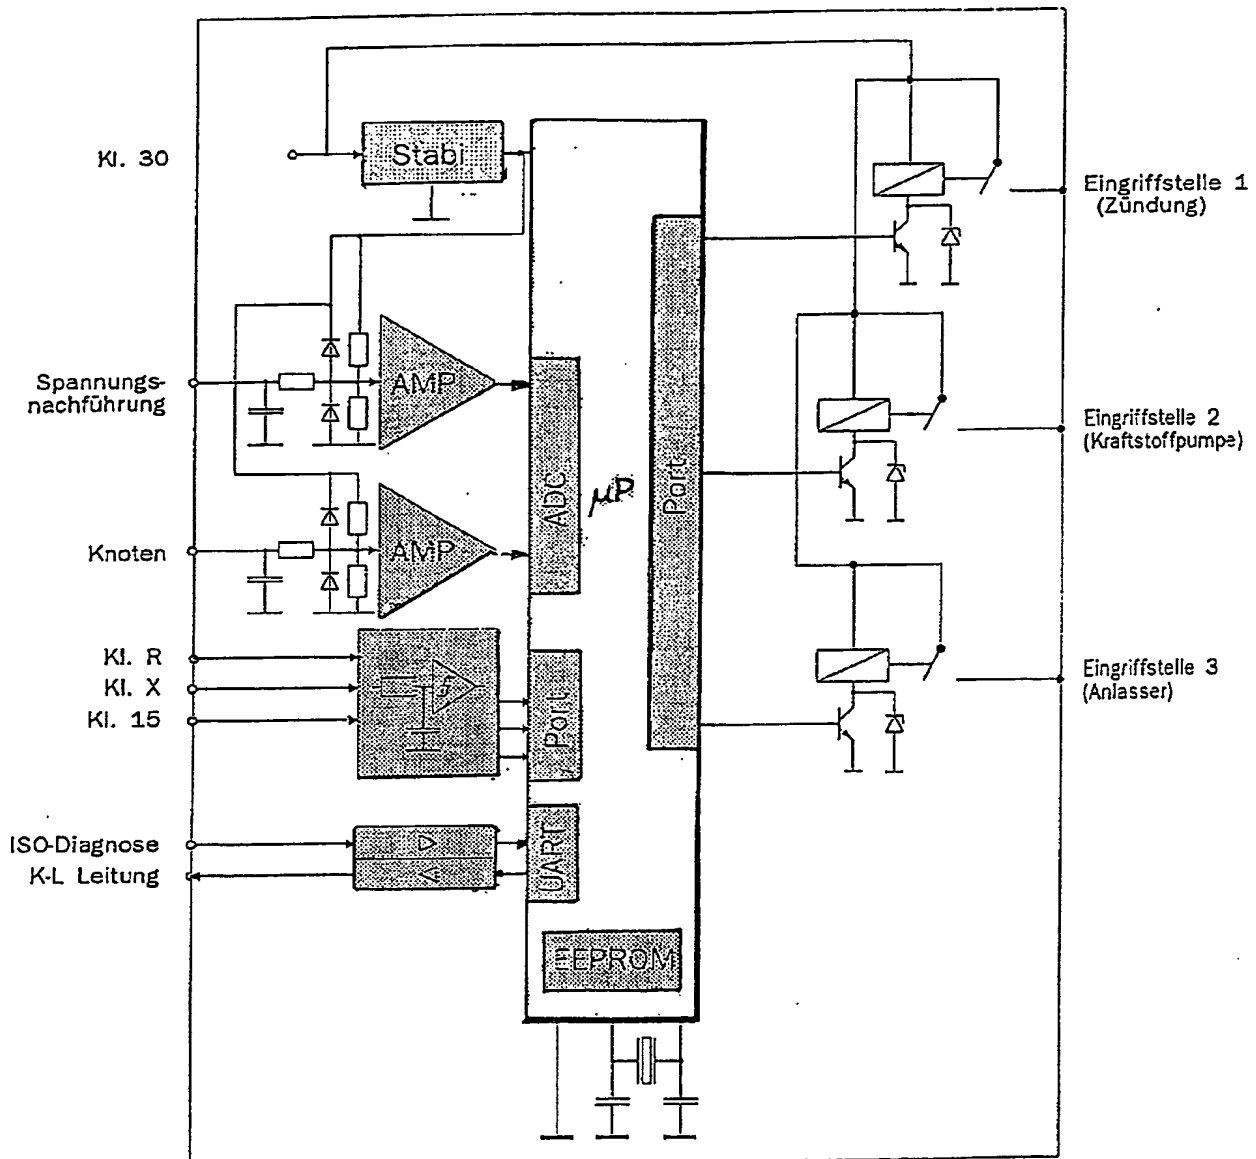 Kl. 30
Stabi
Eingriffstelle 1
(Zündung)
Spannungs-
nachführung
AMP
ADC
µP
Port
Eingriffstelle 2
(Kraftstoffpumpe)
Knoten
AMP
Kl. R
Kl. X
Kl. 15
Port
Eingriffstelle 3
(Anlasser)
ISO-Diagnose
K-L Leitung
UART
EEPROM